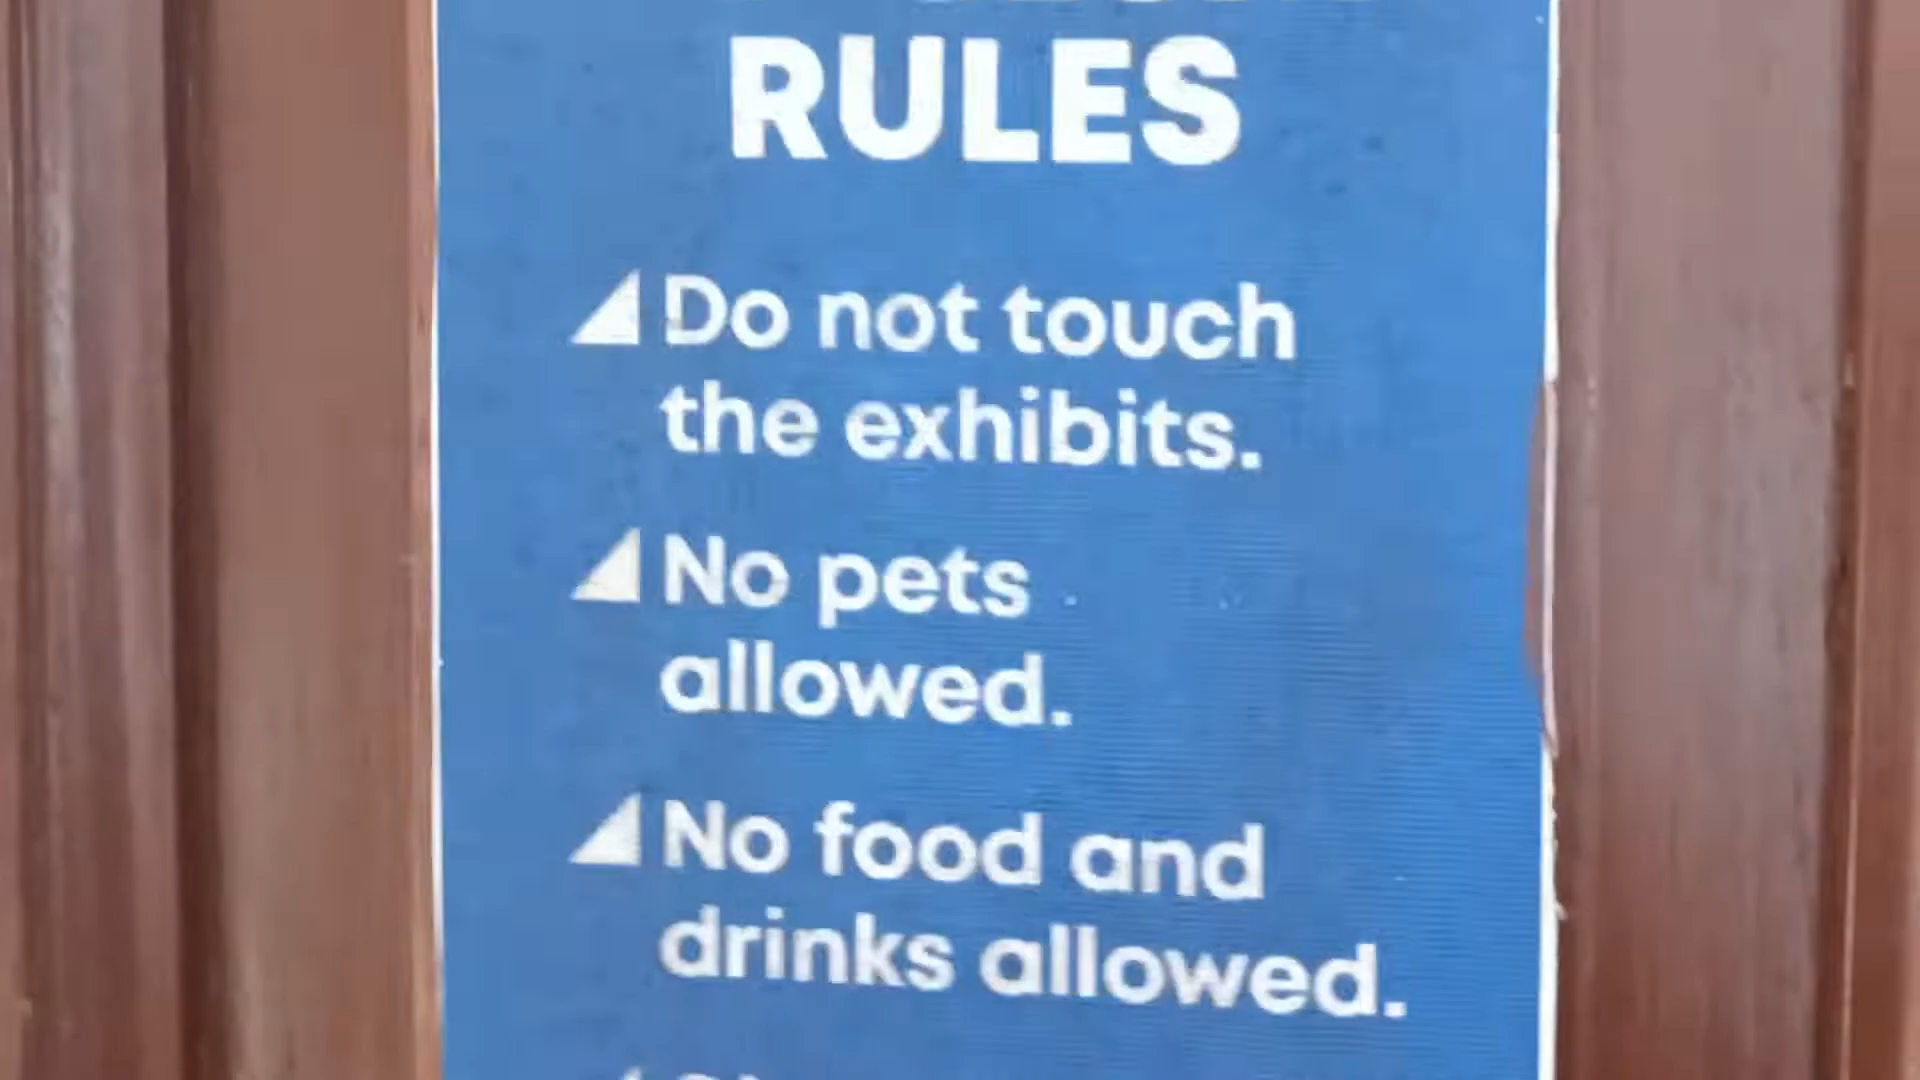 RULES
Do not touch
the exhibits.
No pets
allowed.
No food and
drinks allowed.